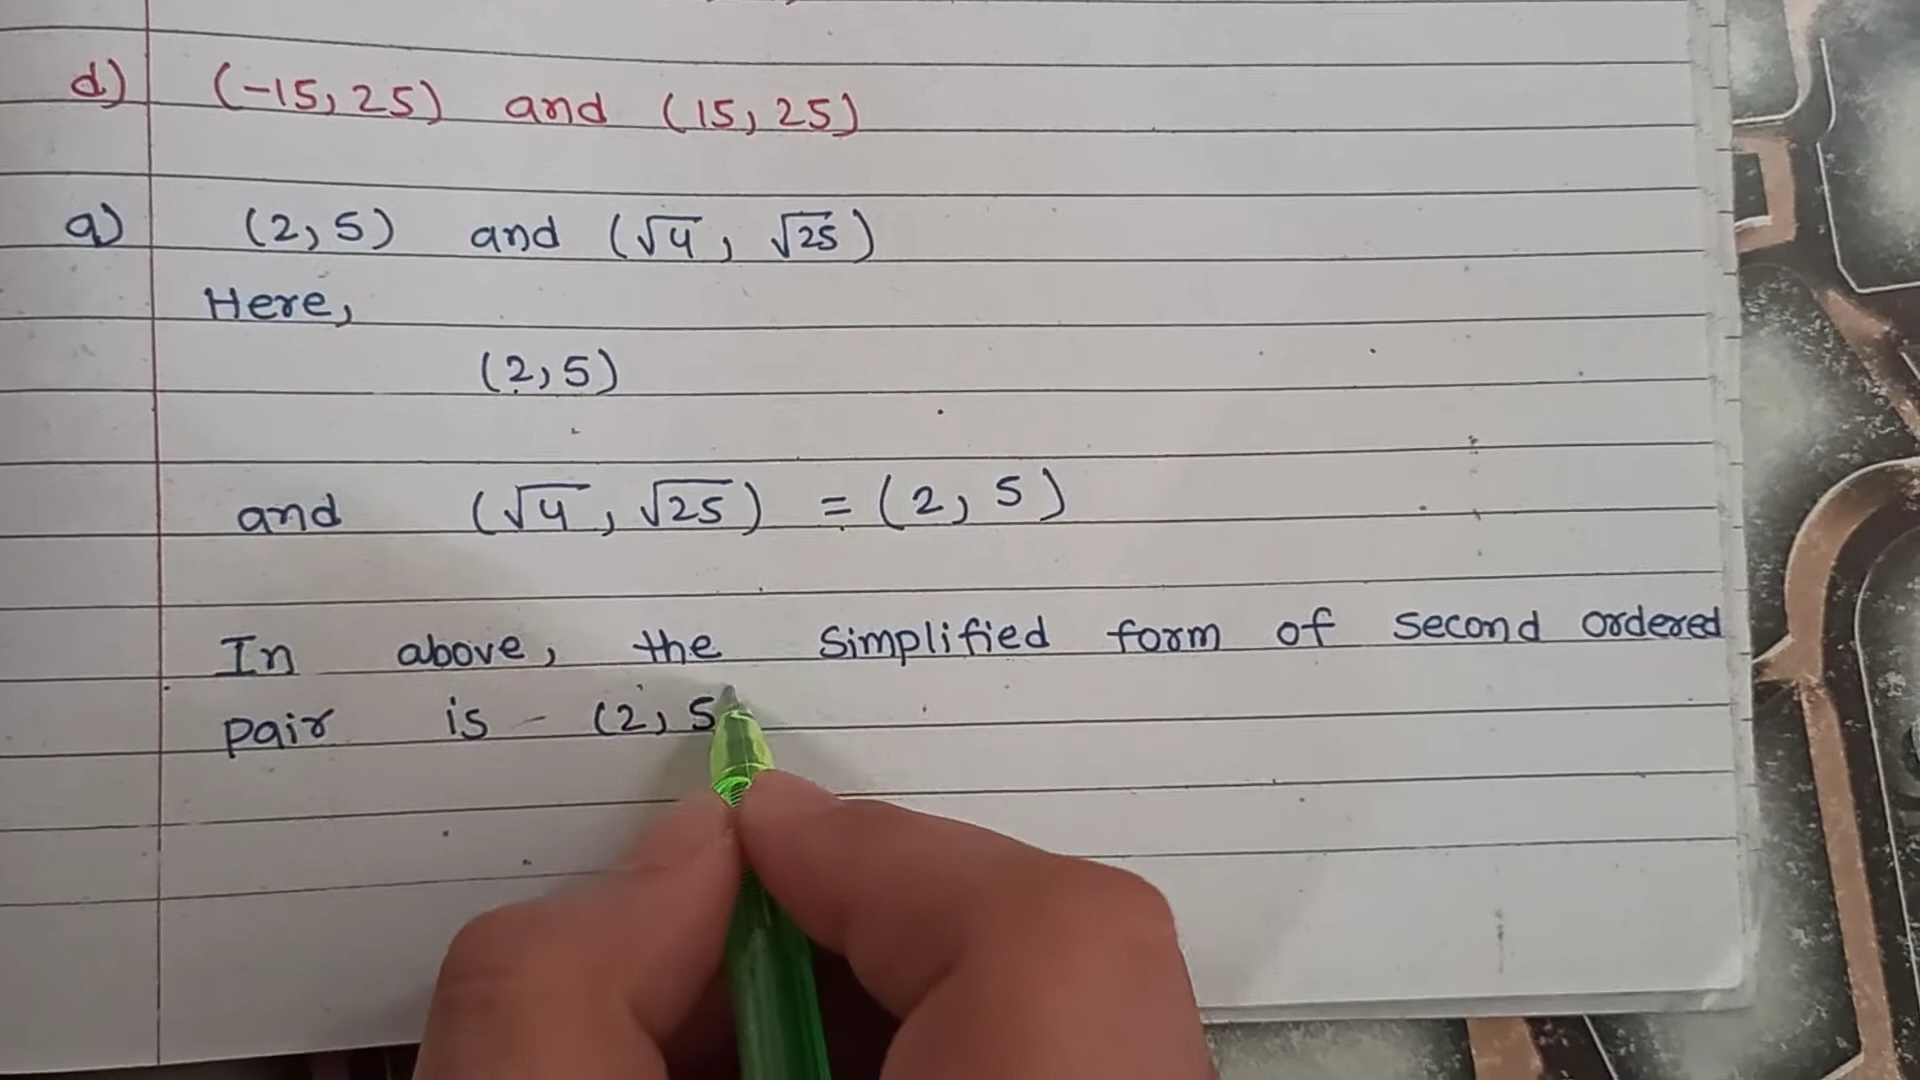 d) (-15, 25) and (15, 25)
a) (2, 5) and (√4, √25)
Here,
(2, 5)
and (√4, √25) = (2, 5)
In above, the simplified form of second ordered
pair is (2, 5